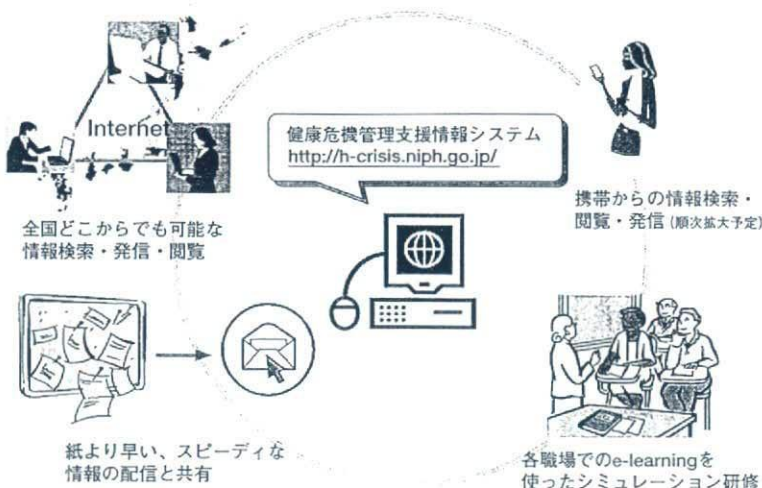 Internet
健康危機管理支援情報システム
http://h-crisis.niph.go.jp/
全国どこからでも可能な
情報検索・発信・閲覧
携帯からの情報検索・
閲覧・発信(順次拡大予定)
紙より早い、スピーディな
情報の配信と共有
各職場でのe-learningを
使ったシミュレーション研修